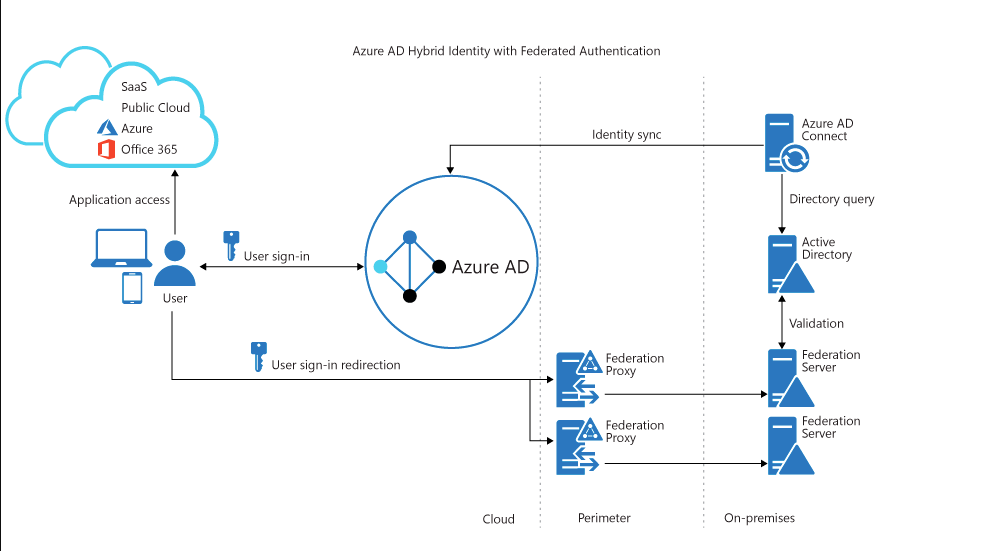 Azure AD Hybrid Identity with Federated Authentication
SaaS
Public Cloud
Azure
Office 365
Application access
User
User sign-in
Azure AD
Identity sync
Azure AD
Connect
Directory query
Active
Directory
Validation
User sign-in redirection
Federation
Proxy
Federation
Server
Federation
Proxy
Federation
Server
Cloud
Perimeter
On-premises